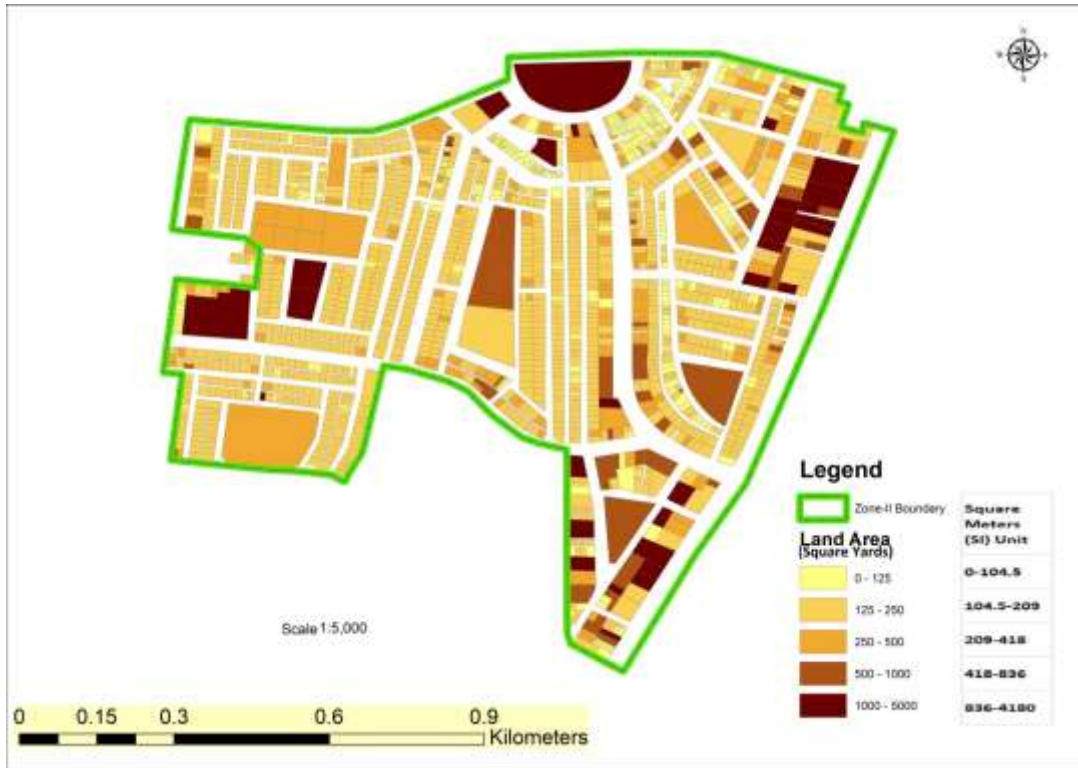 Legend
Zone-II Boundary
Land Area
(Square Yards)
0 - 125
125 - 250
250 - 500
500 - 1000
1000 - 5000
Square
Meters
(SI) Unit
0-104.5
104.5-209
209-418
418-836
836-4180
Scale 1:5,000
0 0.15 0.3 0.6 0.9
Kilometers